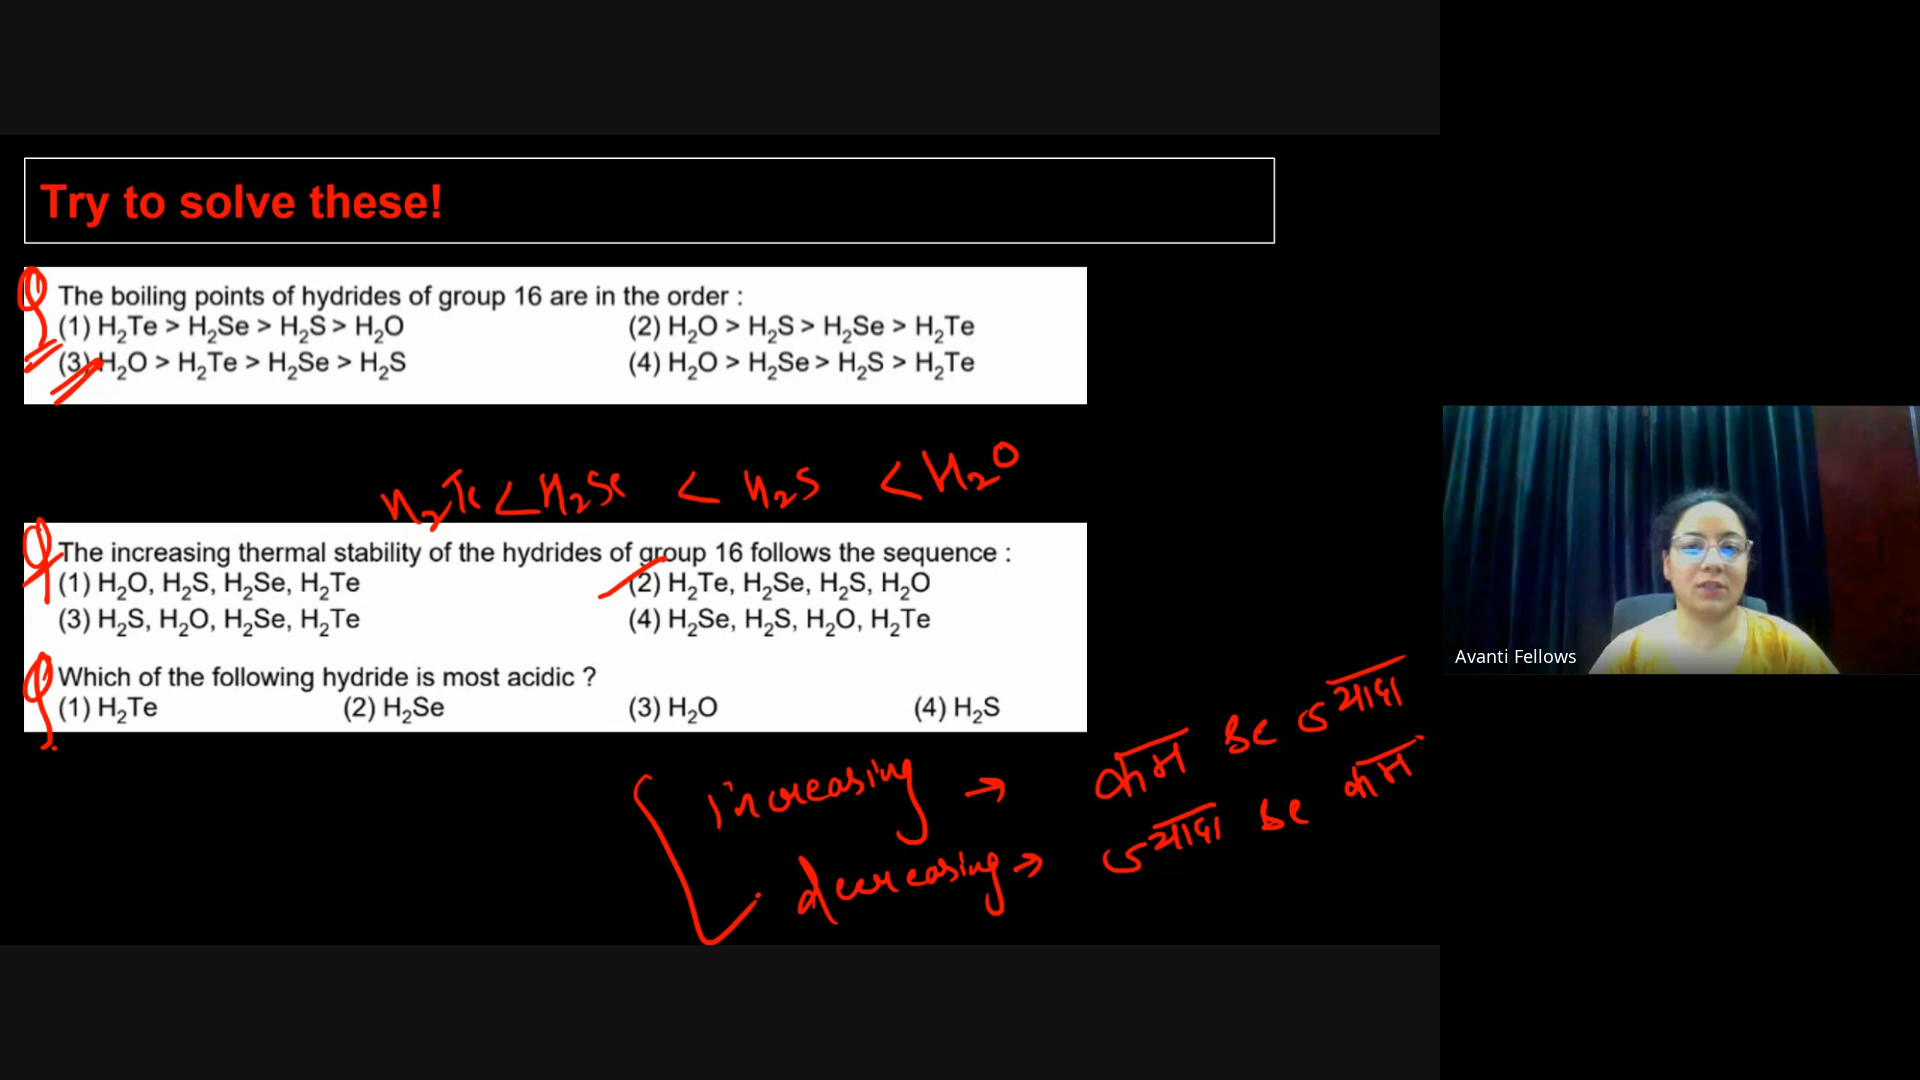 Try to solve these!
Q The boiling points of hydrides of group 16 are in the order :
(1) H₂Te > H₂Se > H₂S > H₂O (2) H₂O > H₂S > H₂Se > H₂Te
(3) H₂O > H₂Te > H₂Se > H₂S (4) H₂O > H₂Se > H₂S > H₂Te
H₂Te < H₂Se < H₂S < H₂O
Q The increasing thermal stability of the hydrides of group 16 follows the sequence :
(1) H₂O, H₂S, H₂Se, H₂Te (2) H₂Te, H₂Se, H₂S, H₂O
(3) H₂S, H₂O, H₂Se, H₂Te (4) H₂Se, H₂S, H₂O, H₂Te
Q Which of the following hydride is most acidic ?
(1) H₂Te (2) H₂Se (3) H₂O (4) H₂S
increasing → कम se ज्यादा
decreasing → ज्यादा se कम
Avanti Fellows